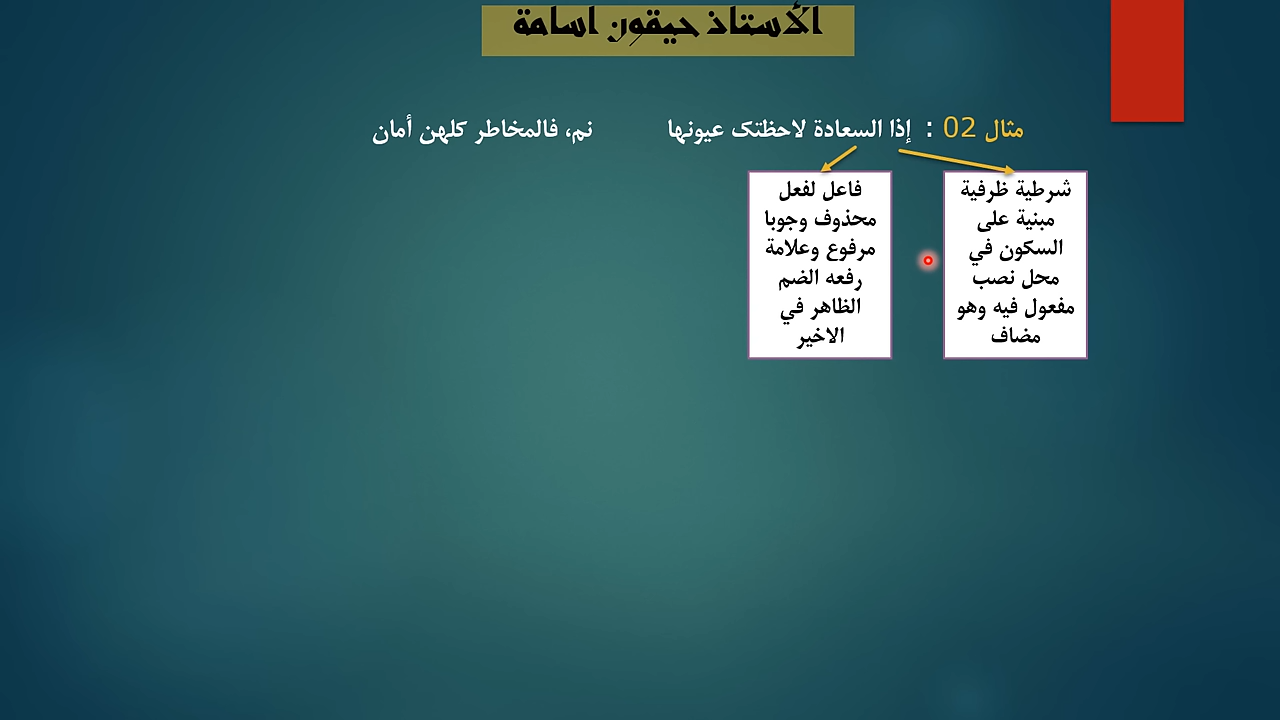 الأستاذ حيقون اسامة
مثال 02 : إذا السعادة لاحظتک عيونها نم، فالمخاطر كلهن أمان
شرطية ظرفية
مبنية على
السكون في
محل نصب
مفعول فيه وهو
مضاف
فاعل لفعل
محذوف وجوبا
مرفوع وعلامة
رفعه الضم
الظاهر في
الاخير